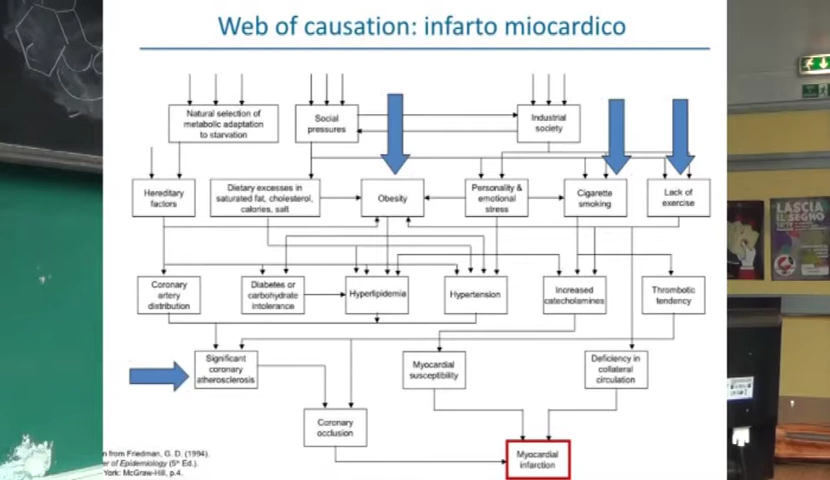 Web of causation: infarto miocardico
Natural selection of
metabolic adaptation
to starvation
Social
pressures
Industrial
society
Hereditary
factors
Dietary excesses in
saturated fat, cholesterol,
calories, salt
Obesity
Personality &
emotional
stress
Cigarette
smoking
Lack of
exercise
Coronary
artery
distribution
Diabetes or
carbohydrate
intolerance
Hyperlipidemia
Hypertension
Increased
catecholamines
Thrombotic
tendency
Significant
coronary
atherosclerosis
Myocardial
susceptibility
Deficiency in
collateral
circulation
Coronary
occlusion
Myocardial
infarction
n from Friedman, G. D. (1994).
er of Epidemiology (5th Ed.).
York: McGraw-Hill, p.4.
LASCIA
IL SEGNO